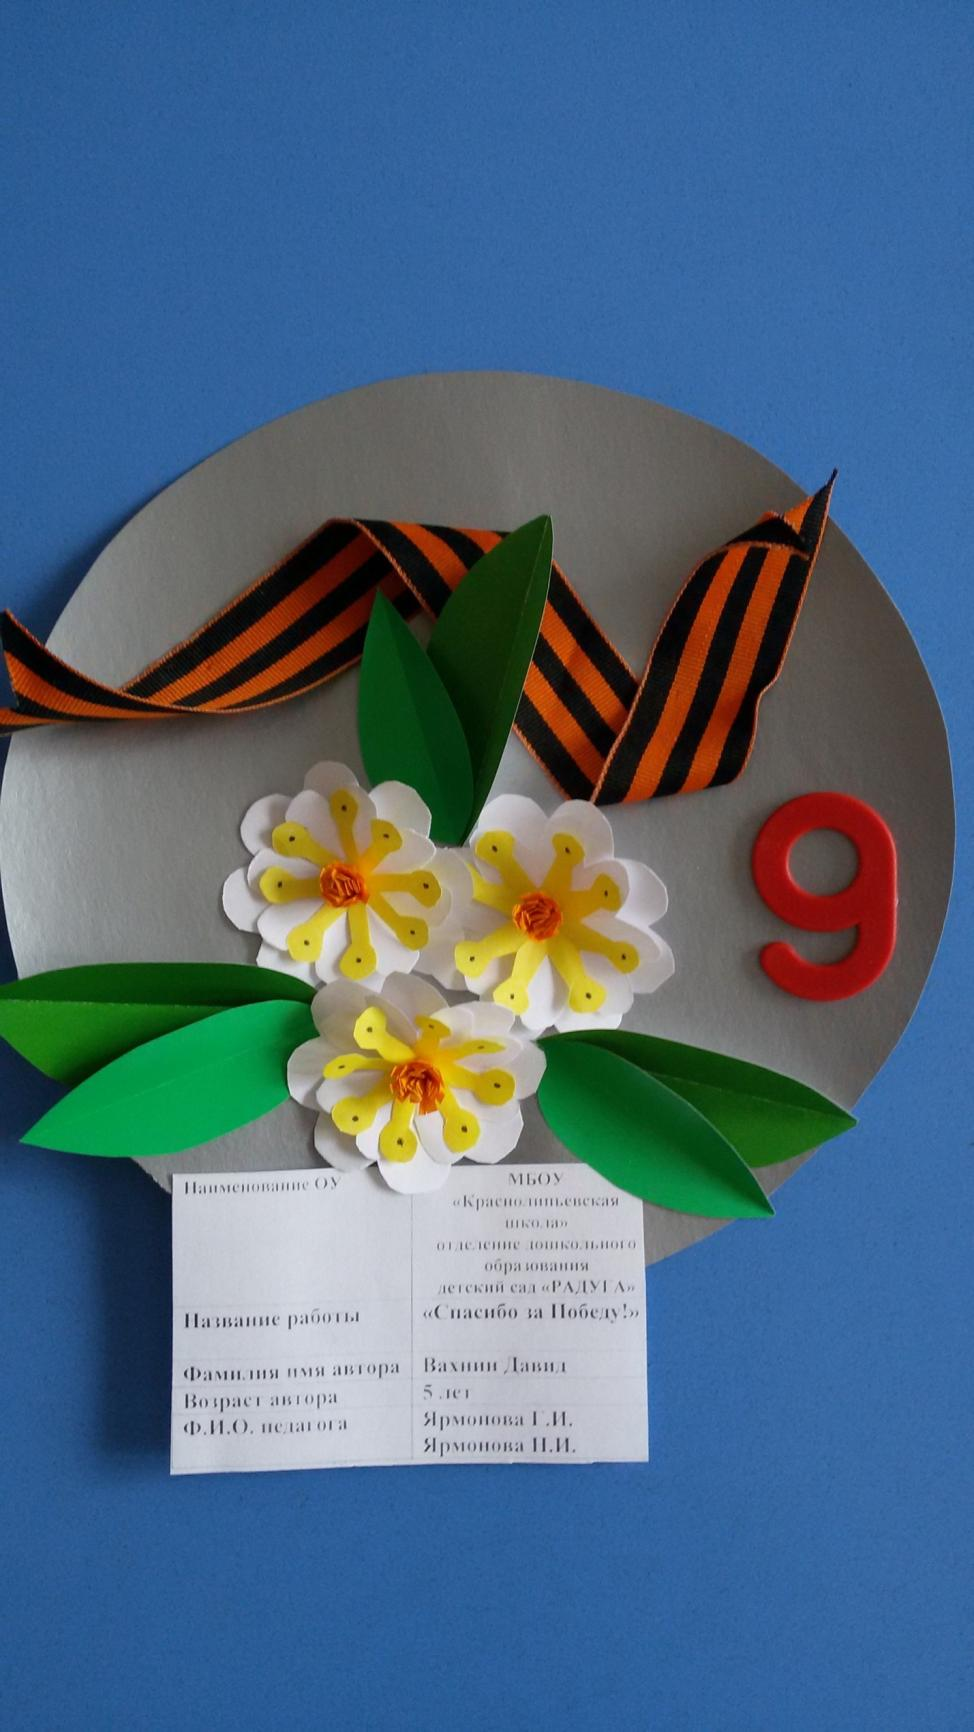 9
Наименование ОУ
МБОУ
«Краснолипьевская
школа»
отделение дошкольного
образования
детский сад «РАДУГА»
Название работы
«Спасибо за Победу!»
Фамилия имя автора
Вахнин Давид
Возраст автора
5 лет
Ф.И.О. педагога
Ярмонова Г.И.
Ярмонова Н.И.